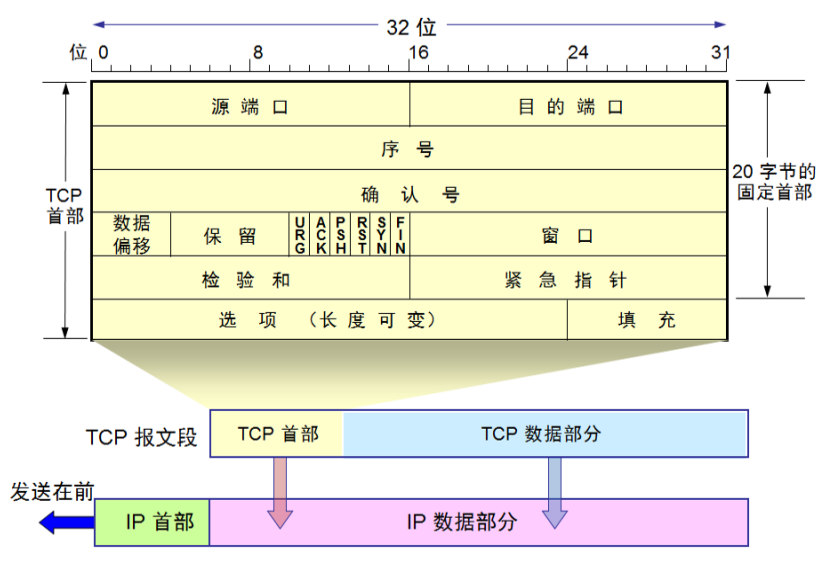 32 位
位 0 8 16 24 31
源 端 口 目 的 端 口
序 号
TCP
首部
20 字节的
固定首部
确 认 号
数据
偏移
保 留
URG
ACK
PSH
RST
SYN
FIN
窗 口
检 验 和 紧 急 指 针
选 项 （长 度 可 变） 填 充
TCP 报文段
TCP 首部
TCP 数据部分
发送在前
IP 首部
IP 数据部分